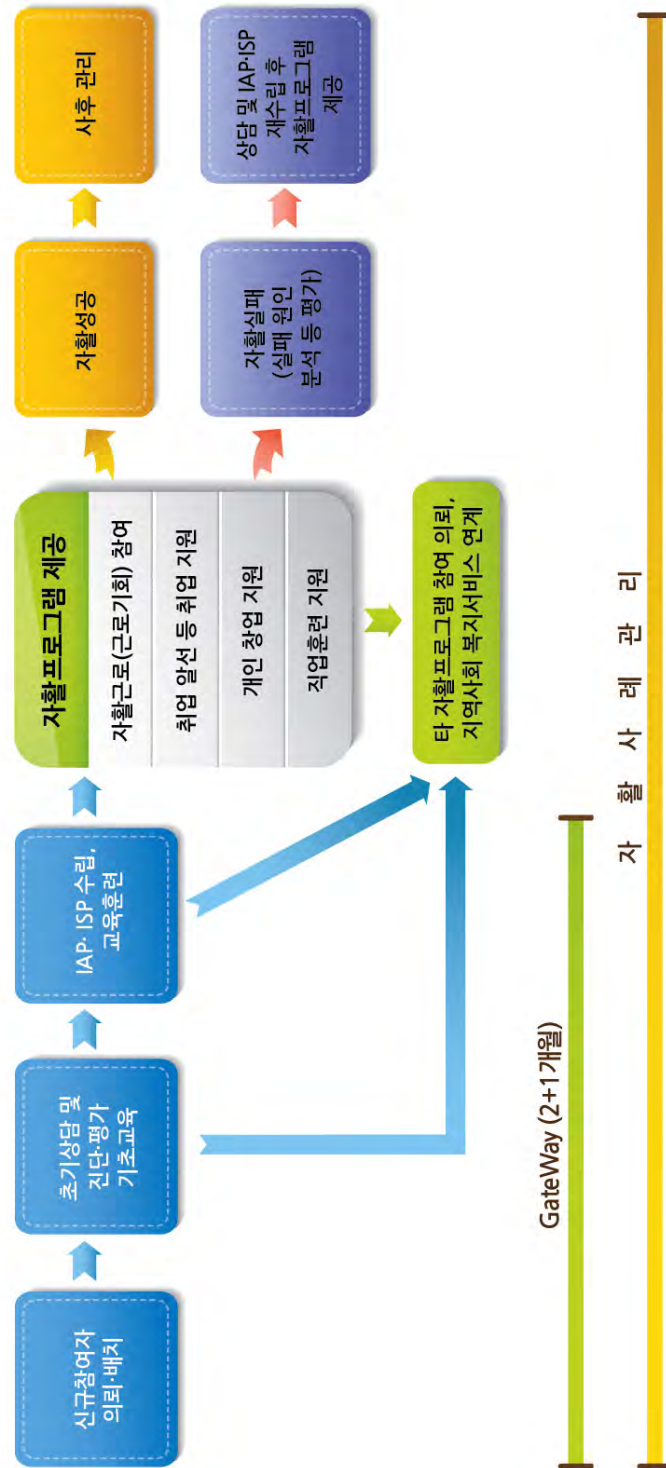 신규참여자
의뢰·배치
초기상담 및
진단·평가
기초교육
IAP· ISP 수립,
교육훈련
자활프로그램 제공
자활근로(근로기회) 참여
취업 알선 등 취업 지원
개인 창업 지원
직업훈련 지원
자활성공
사후 관리
자활실패
(실패 원인
분석 등 평가)
상담 및 IAP·ISP
재수립 후
자활프로그램
제공
타 자활프로그램 참여 의뢰,
지역사회 복지서비스 연계
GateWay (2+1개월)
자 활 사 례 관 리